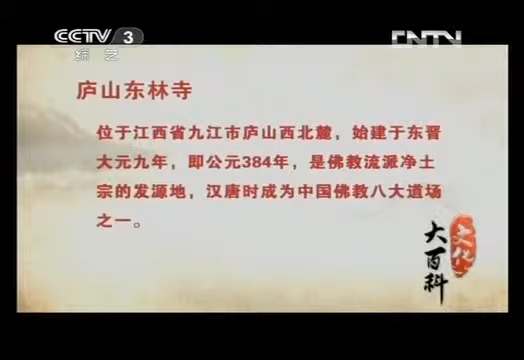 CCTV 3
综艺
CNTV
庐山东林寺
位于江西省九江市庐山西北麓，始建于东晋
大元九年，即公元384年，是佛教流派净土
宗的发源地，汉唐时成为中国佛教八大道场
之一。
文化
大百科